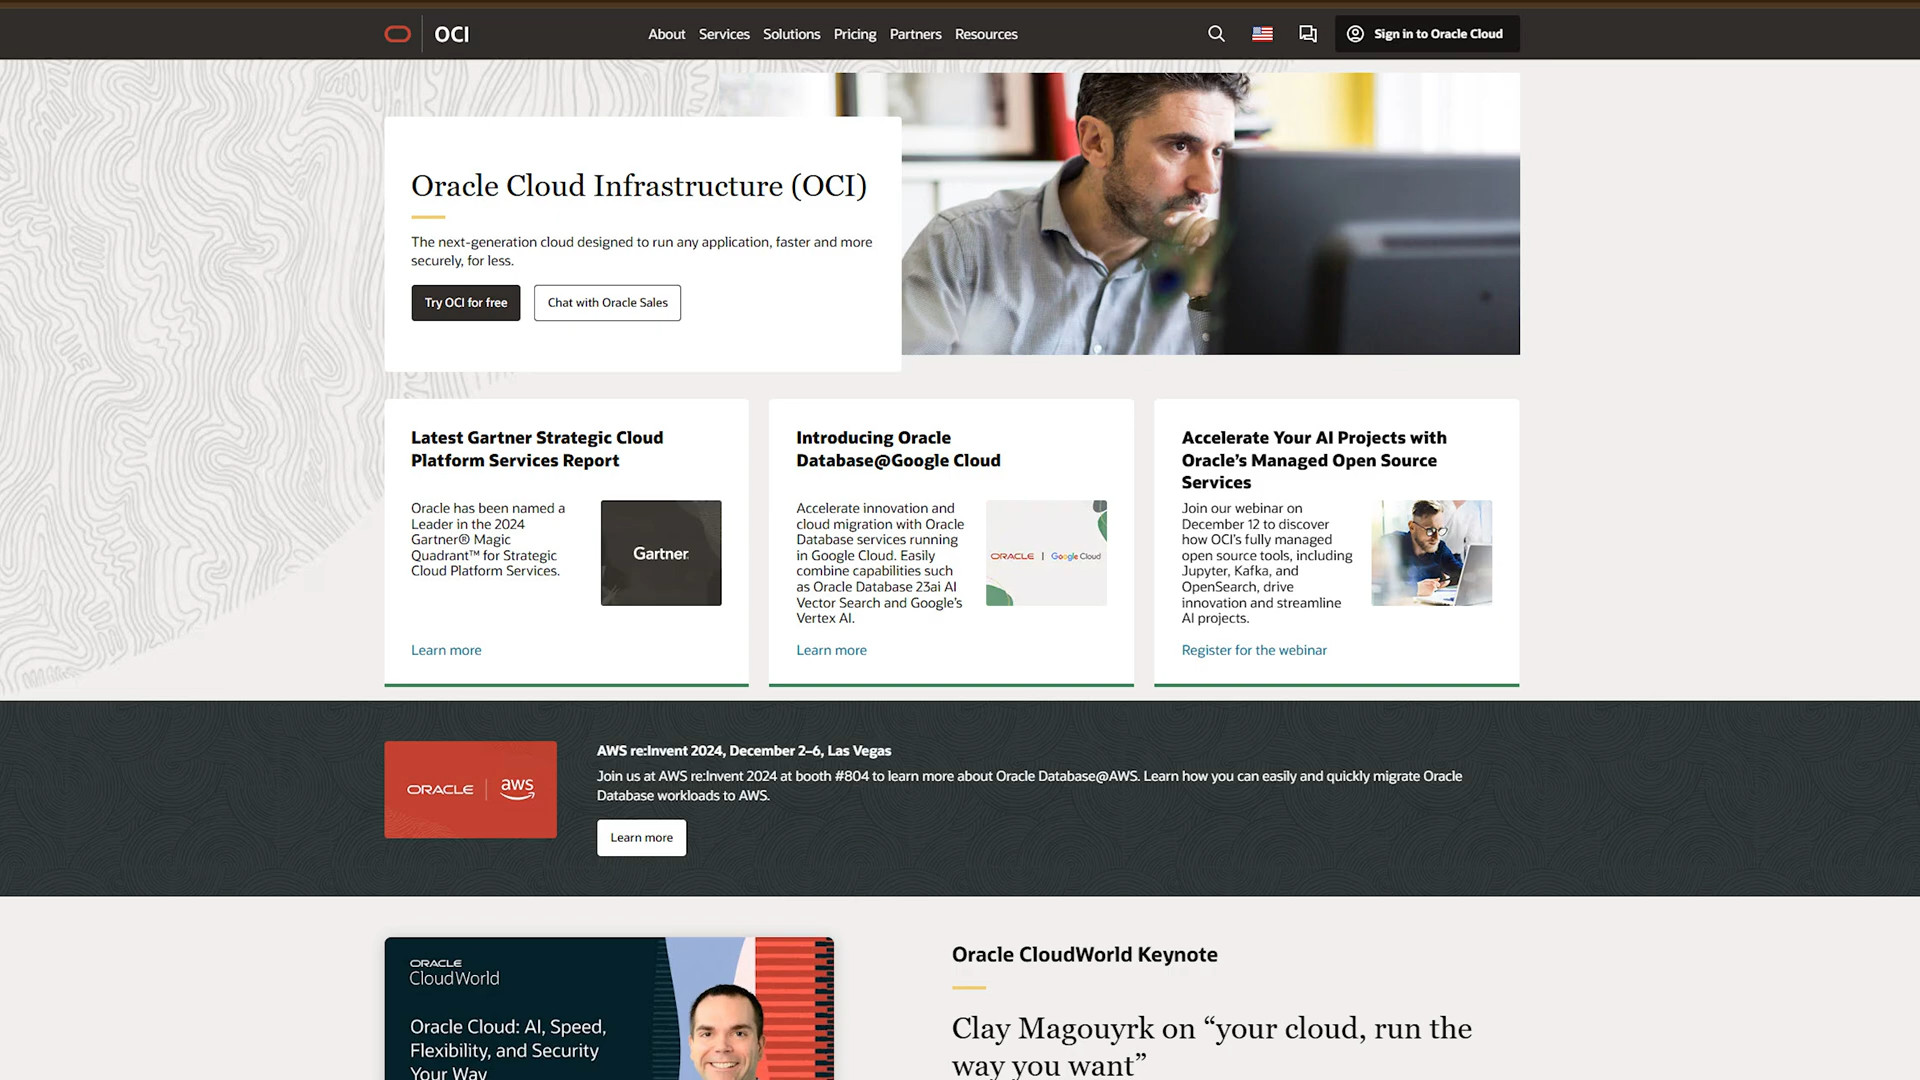 OCI
About Services Solutions Pricing Partners Resources
Sign in to Oracle Cloud
Oracle Cloud Infrastructure (OCI)
The next-generation cloud designed to run any application, faster and more
securely, for less.
Try OCI for free
Chat with Oracle Sales
Latest Gartner Strategic Cloud
Platform Services Report
Oracle has been named a
Leader in the 2024
Gartner® Magic
Quadrant™ for Strategic
Cloud Platform Services.
Gartner
Learn more
Introducing Oracle
Database@Google Cloud
Accelerate innovation and
cloud migration with Oracle
Database services running
in Google Cloud. Easily
combine capabilities such
as Oracle Database 23ai AI
Vector Search and Google's
Vertex AI.
ORACLE | Google Cloud
Learn more
Accelerate Your AI Projects with
Oracle's Managed Open Source
Services
Join our webinar on
December 12 to discover
how OCI's fully managed
open source tools, including
Jupyter, Kafka, and
OpenSearch, drive
innovation and streamline
AI projects.
Register for the webinar
ORACLE | aws
AWS re:Invent 2024, December 2–6, Las Vegas
Join us at AWS re:Invent 2024 at booth #804 to learn more about Oracle Database@AWS. Learn how you can easily and quickly migrate Oracle
Database workloads to AWS.
Learn more
ORACLE
CloudWorld
Oracle Cloud: AI, Speed,
Flexibility, and Security
Your Way
Oracle CloudWorld Keynote
Clay Magouyrk on “your cloud, run the
way you want”